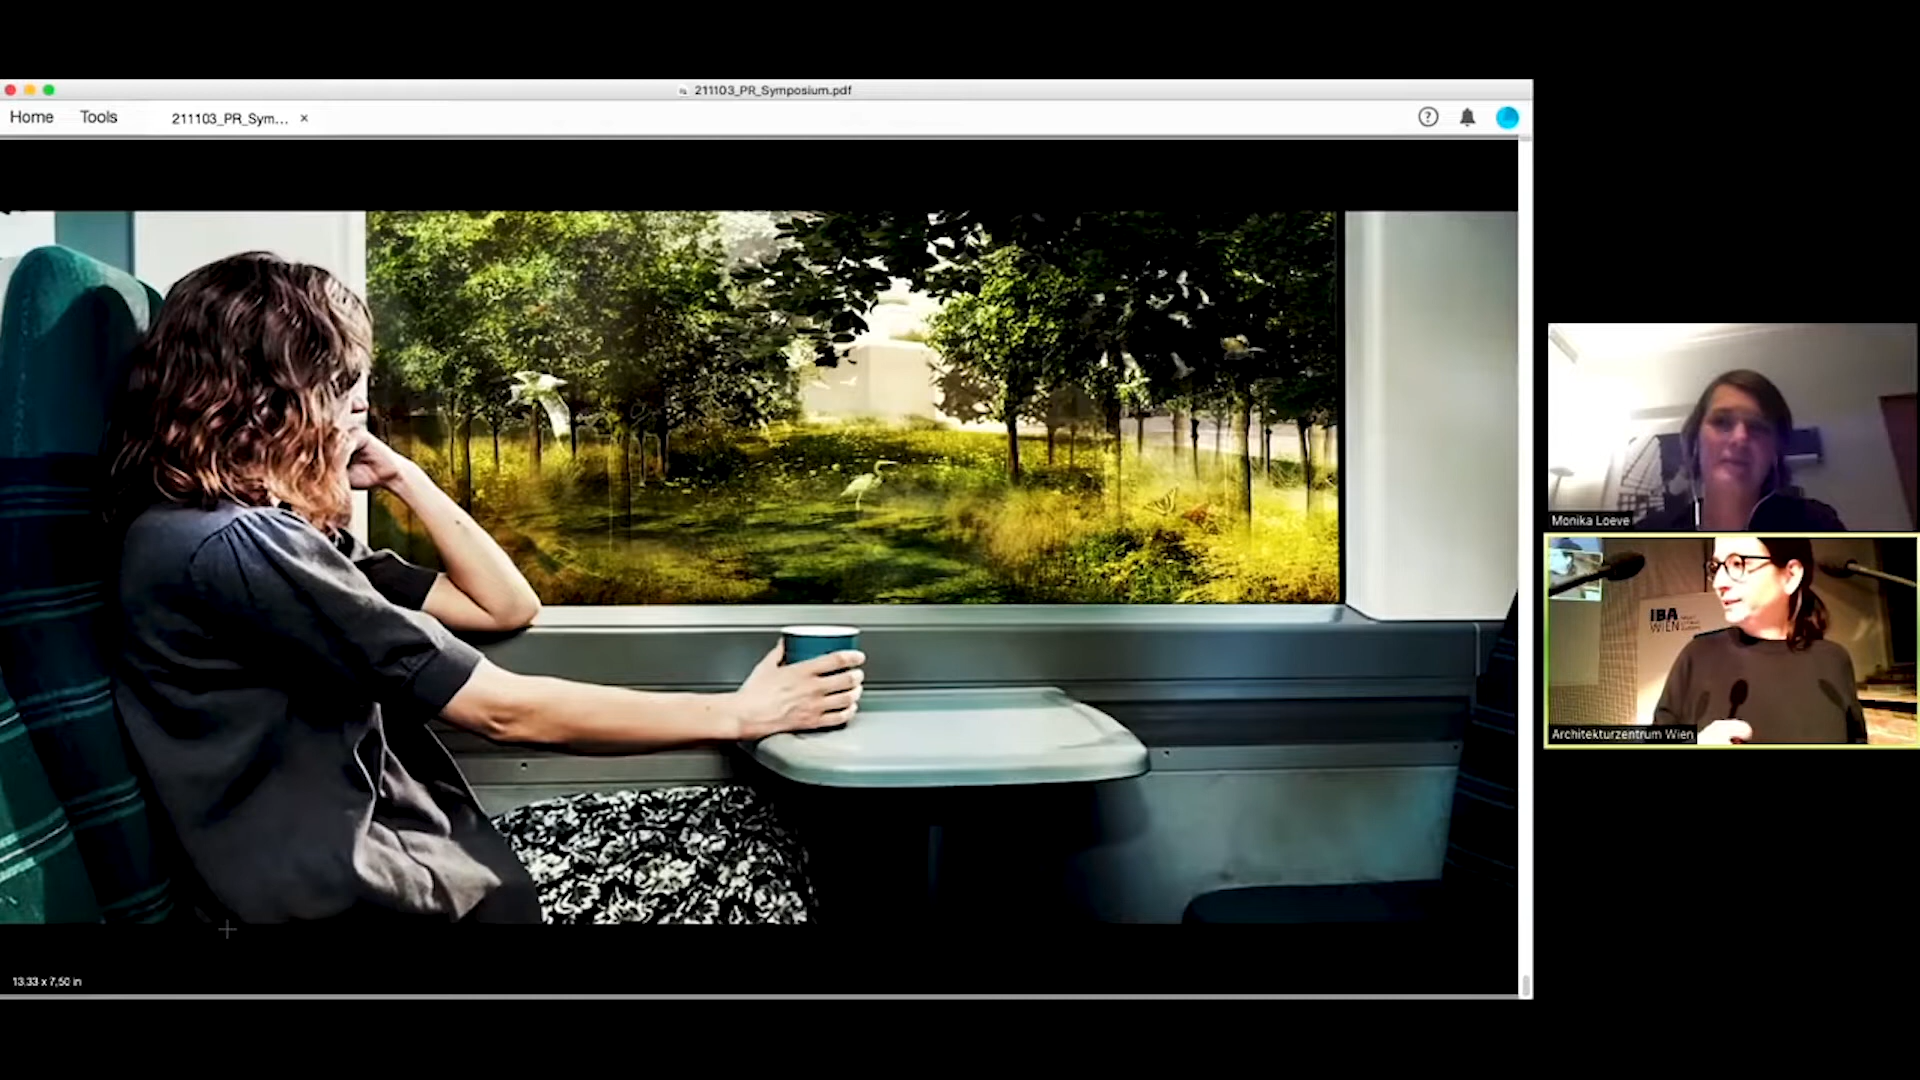 211103_PR_Symposium.pdf
Home Tools 211103_PR_Sym... ×
Monika Loeve
IBA
WIEN
Architekturzentrum Wien
13,33 x 7,50 in